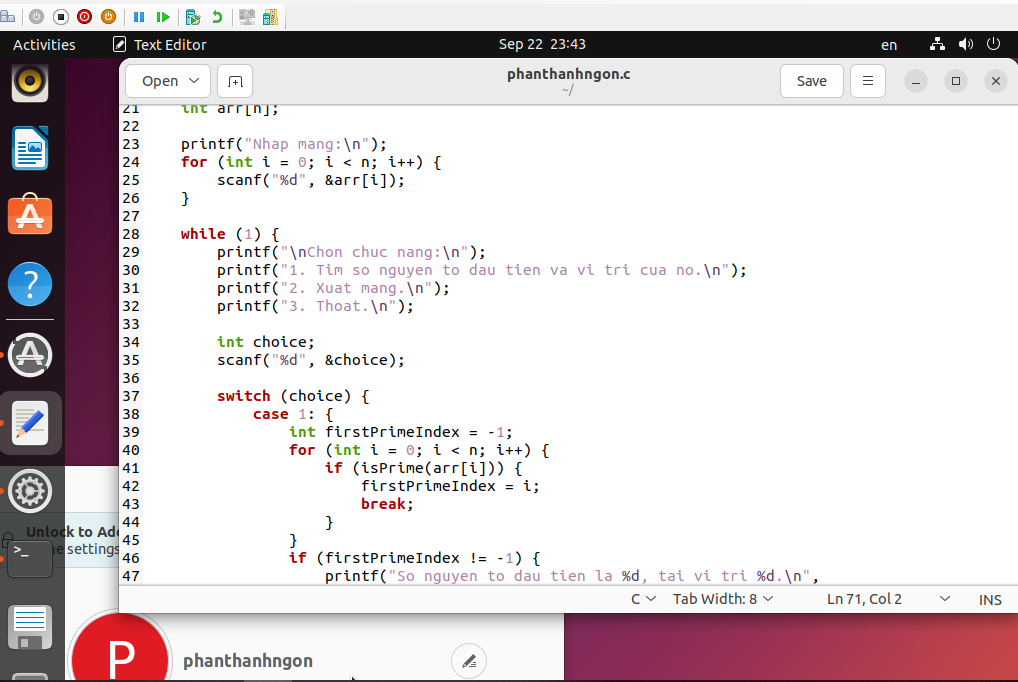 Activities
Text Editor
Sep 22 23:43
en
Open
phanthanhngon.c
~/
Save
21 int arr[n];
22
23 printf("Nhap mang:\n");
24 for (int i = 0; i < n; i++) {
25 scanf("%d", &arr[i]);
26 }
27
28 while (1) {
29 printf("\nChon chuc nang:\n");
30 printf("1. Tim so nguyen to dau tien va vi tri cua no.\n");
31 printf("2. Xuat mang.\n");
32 printf("3. Thoat.\n");
33
34 int choice;
35 scanf("%d", &choice);
36
37 switch (choice) {
38 case 1: {
39 int firstPrimeIndex = -1;
40 for (int i = 0; i < n; i++) {
41 if (isPrime(arr[i])) {
42 firstPrimeIndex = i;
43 break;
44 }
45 }
46 if (firstPrimeIndex != -1) {
47 printf("So nguyen to dau tien la %d, tai vi tri %d.\n",
C
Tab Width: 8
Ln 71, Col 2
INS
Unlock to
settings
>_
P
phanthanhngon